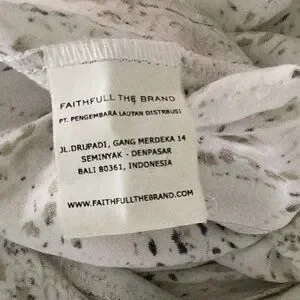 FAITHFULL THE BRAND
PT. PENGEMBARA LAUTAN DISTRBUSI
JL.DRUPADI, GANG MERDEKA 14
SEMINYAK - DENPASAR
BALI 80361, INDONESIA
WWW.FAITHFULLTHEBRAND.COM